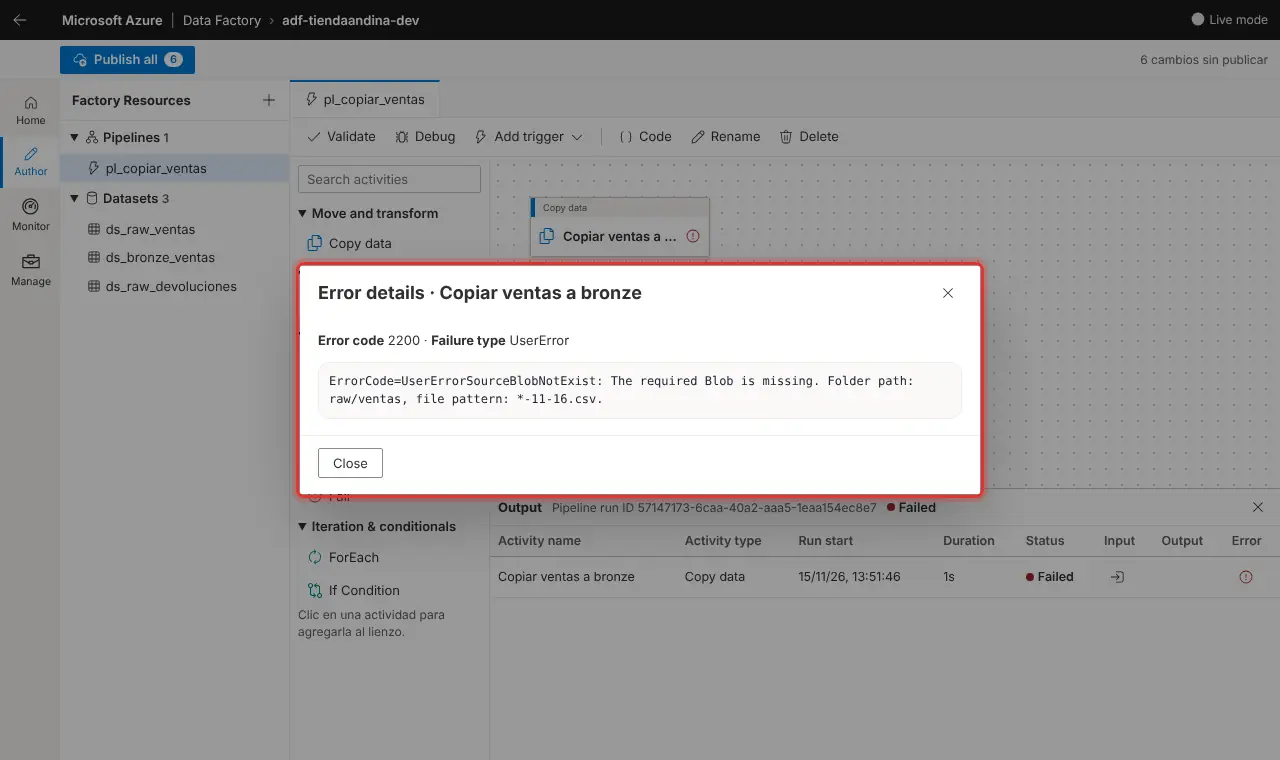 Microsoft Azure | Data Factory › adf-tiendaandina-dev
Live mode
Publish all 6
6 cambios sin publicar
Home
Author
Monitor
Manage
Factory Resources
Pipelines 1
pl_copiar_ventas
Datasets 3
ds_raw_ventas
ds_bronze_ventas
ds_raw_devoluciones
pl_copiar_ventas
Validate
Debug
Add trigger
Code
Rename
Delete
Search activities
Move and transform
Copy data
Copy data
Copiar ventas a ...
Error details · Copiar ventas a bronze
Error code 2200 · Failure type UserError
ErrorCode=UserErrorSourceBlobNotExist: The required Blob is missing. Folder path:
raw/ventas, file pattern: *-11-16.csv.
Close
Iteration & conditionals
ForEach
If Condition
Clic en una actividad para
agregarla al lienzo.
Output Pipeline run ID 57147173-6caa-40a2-aaa5-1eaa154ec8e7 Failed
Activity name Activity type Run start Duration Status Input Output Error
Copiar ventas a bronze Copy data 15/11/26, 13:51:46 1s Failed